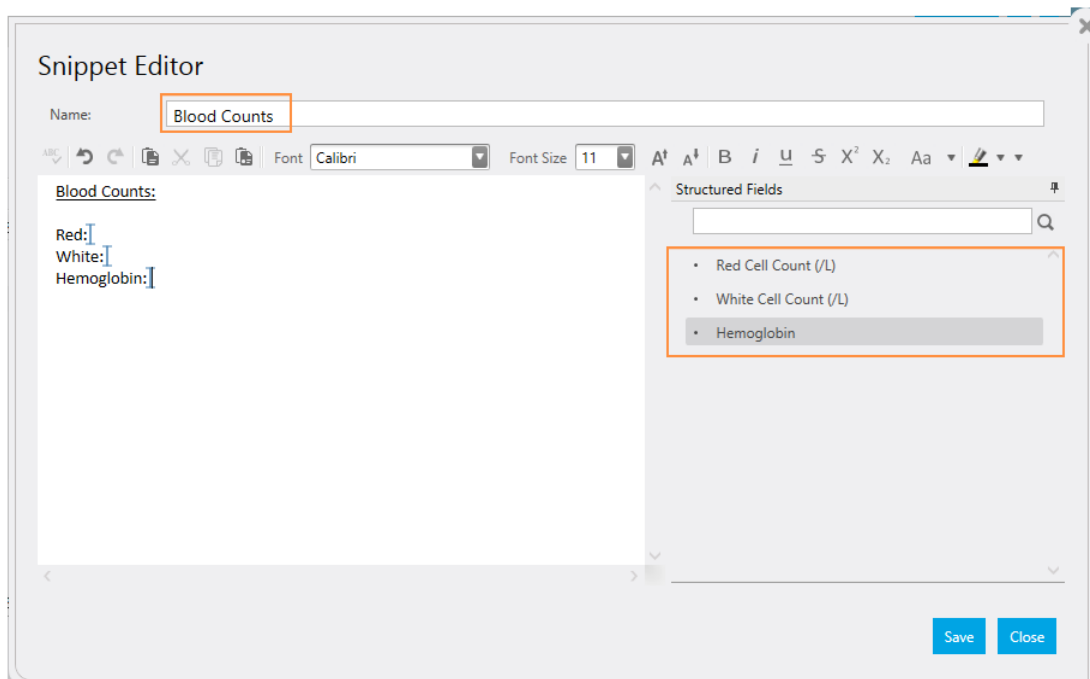 Snippet Editor
Name: Blood Counts
ABC Font Calibri Font Size 11 A A B i U S X² X₂ Aa
Blood Counts:
Red:
White:
Hemoglobin:
Structured Fields
• Red Cell Count (/L)
• White Cell Count (/L)
• Hemoglobin
Save Close